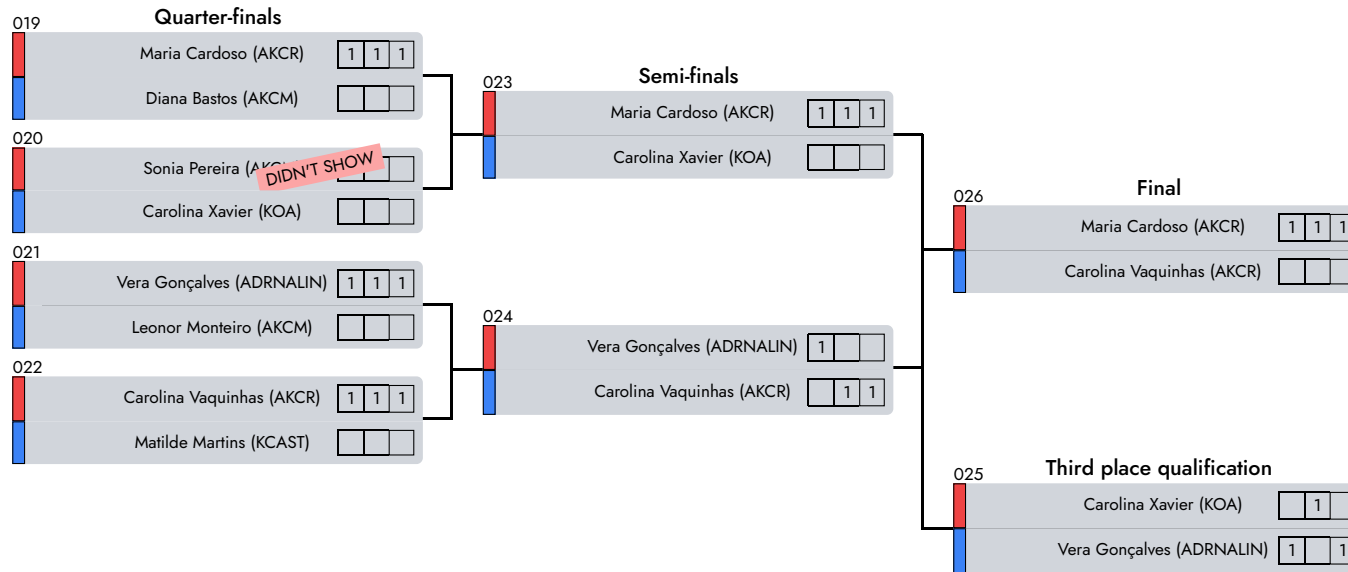 Quarter-finals
019
Maria Cardoso (AKCR) 1 1 1
Diana Bastos (AKCM)
020
Sonia Pereira
DIDN'T SHOW
Carolina Xavier (KOA)
021
Vera Gonçalves (ADRNALIN) 1 1 1
Leonor Monteiro (AKCM)
022
Carolina Vaquinhas (AKCR) 1 1 1
Matilde Martins (KCAST)
Semi-finals
023
Maria Cardoso (AKCR) 1 1 1
Carolina Xavier (KOA)
024
Vera Gonçalves (ADRNALIN) 1
Carolina Vaquinhas (AKCR) 1 1
Final
026
Maria Cardoso (AKCR) 1 1 1
Carolina Vaquinhas (AKCR)
Third place qualification
025
Carolina Xavier (KOA) 1
Vera Gonçalves (ADRNALIN) 1 1